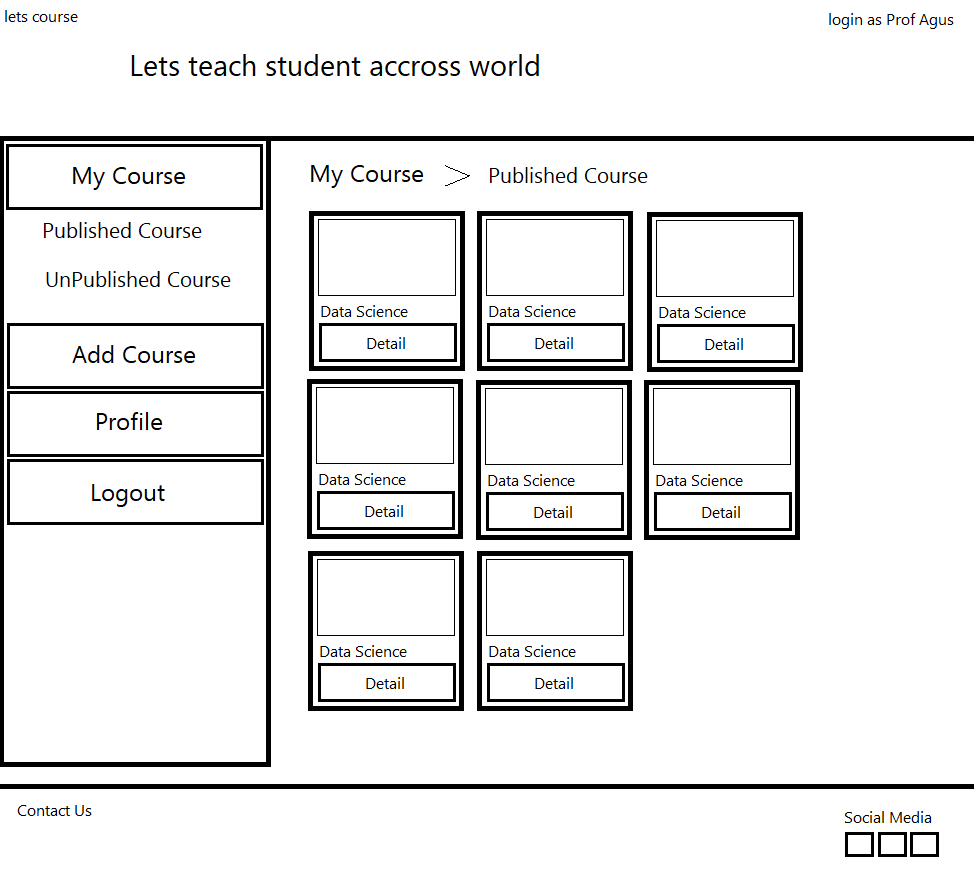 lets course
login as Prof Agus
Lets teach student accross world
My Course
Published Course
UnPublished Course
Add Course
Profile
Logout
My Course > Published Course
Data Science
Detail
Data Science
Detail
Data Science
Detail
Data Science
Detail
Data Science
Detail
Data Science
Detail
Data Science
Detail
Data Science
Detail
Contact Us
Social Media